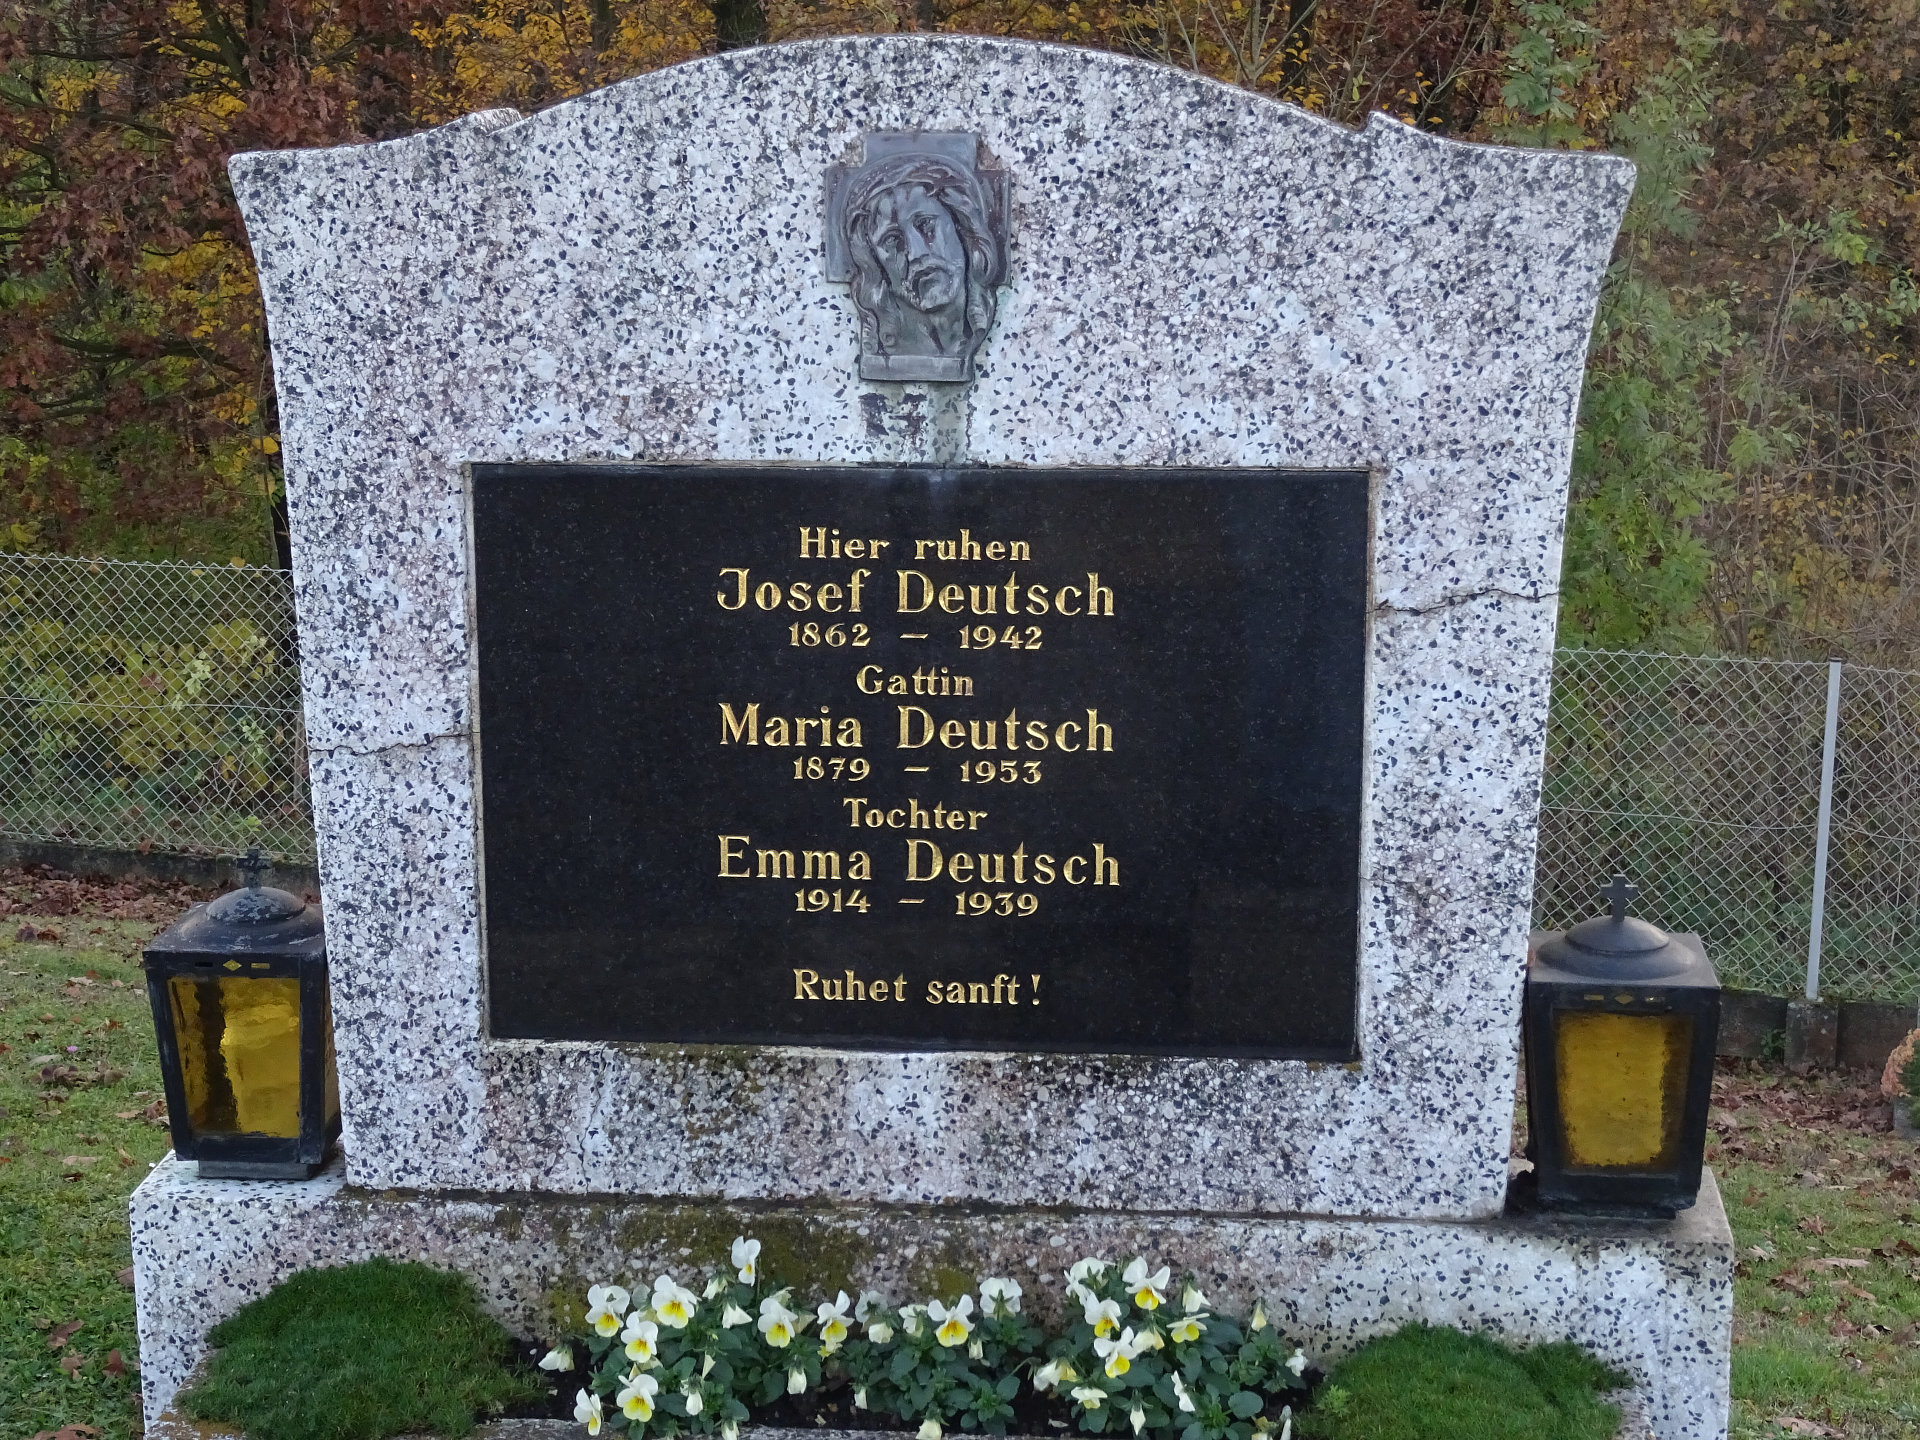 Hier ruhen
Josef Deutsch
1862 – 1942
Gattin
Maria Deutsch
1879 – 1953
Tochter
Emma Deutsch
1914 – 1939
Ruhet sanft!